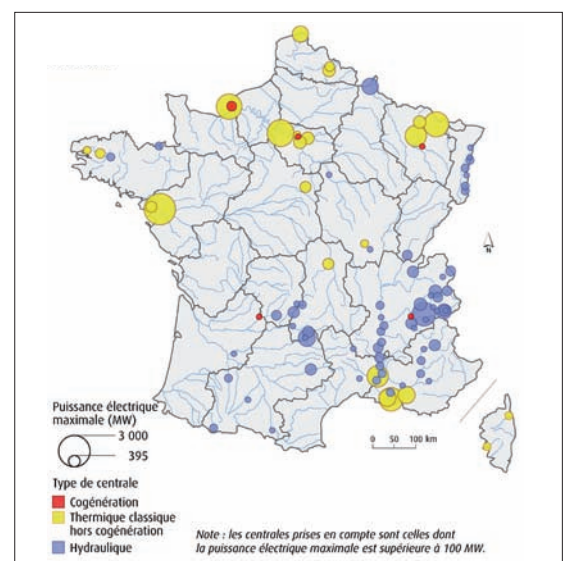 N
0 50 100 km
Puissance électrique
maximale (MW)
3 000
395
Type de centrale
Cogénération
Thermique classique
hors cogénération
Hydraulique
Note : les centrales prises en compte sont celles dont
la puissance électrique maximale est supérieure à 100 MW.